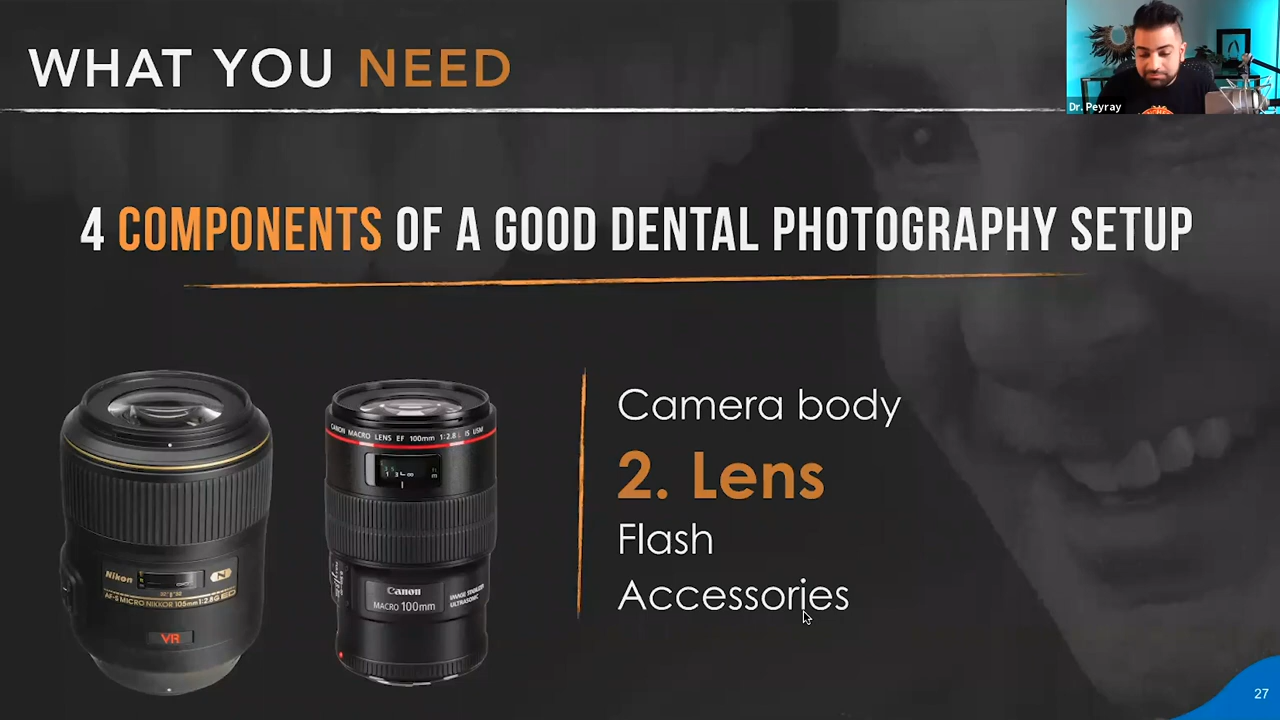 WHAT YOU NEED
Dr. Peyray
4 COMPONENTS OF A GOOD DENTAL PHOTOGRAPHY SETUP
Camera body
2. Lens
Flash
Accessories
CANON MACRO LENS EF 100mm 1:2.8 L IS USM
Canon
MACRO 100mm
IMAGE STABILIZER
ULTRASONIC
Nikon
N
AF-S MICRO NIKKOR 105mm 1:2.8G ED
VR
27